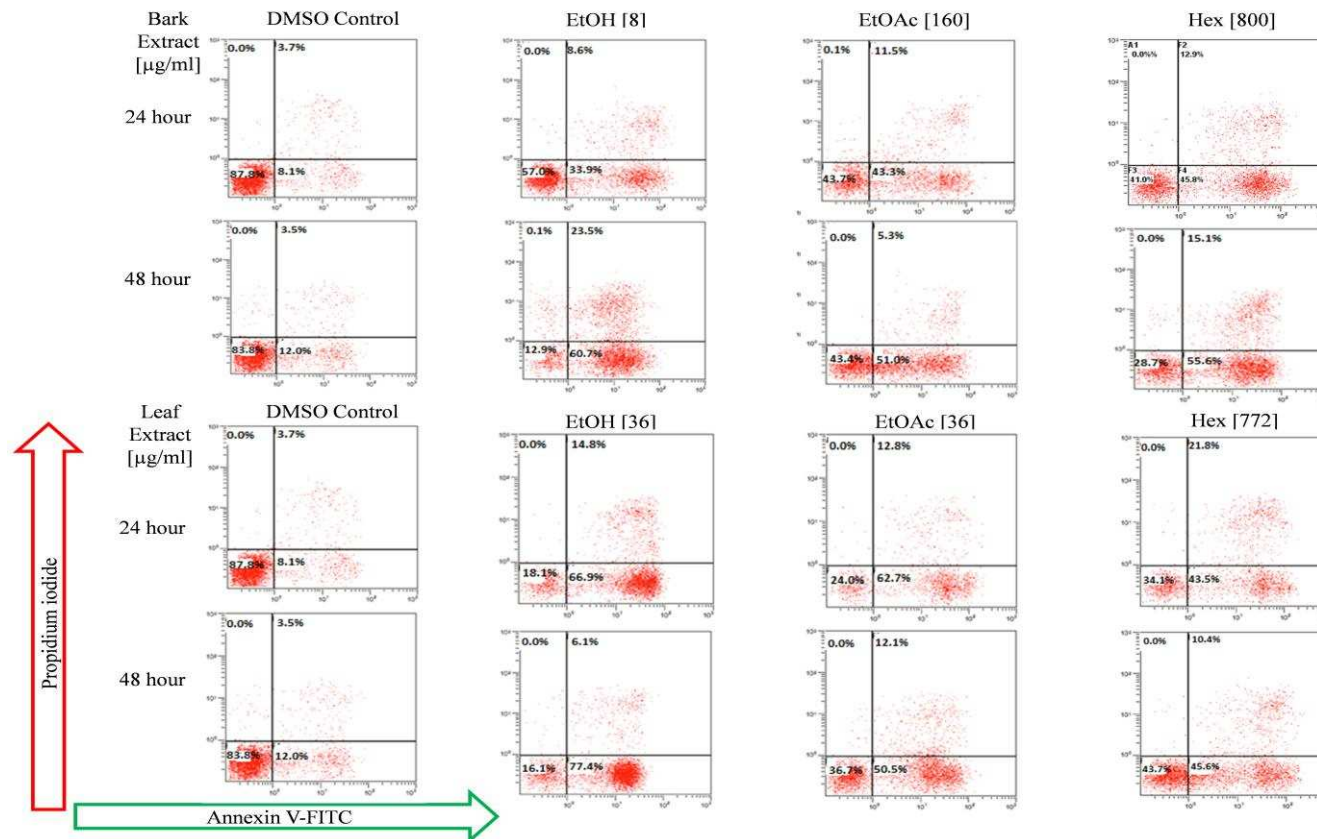 Bark
Extract
[µg/ml]
DMSO Control
EtOH [8]
EtOAc [160]
Hex [800]
24 hour
0.0% 3.7%
87.8% 8.1%
0.0% 8.6%
57.0% 33.9%
0.1% 11.5%
43.7% 43.3%
A1 F2
0.0%% 12.9%
F3 F4
41.0% 45.8%
48 hour
0.0% 3.5%
83.8% 12.0%
0.1% 23.5%
12.9% 60.7%
0.0% 5.3%
43.4% 51.0%
0.0% 15.1%
28.7% 55.6%
Leaf
Extract
[µg/ml]
DMSO Control
EtOH [36]
EtOAc [36]
Hex [772]
24 hour
0.0% 3.7%
87.8% 8.1%
0.0% 14.8%
18.1% 66.9%
0.0% 12.8%
24.0% 62.7%
0.0% 21.8%
34.1% 43.5%
48 hour
0.0% 3.5%
83.8% 12.0%
0.0% 6.1%
16.1% 77.4%
0.0% 12.1%
36.7% 50.5%
0.0% 10.4%
43.7% 45.6%
Propidium iodide
Annexin V-FITC